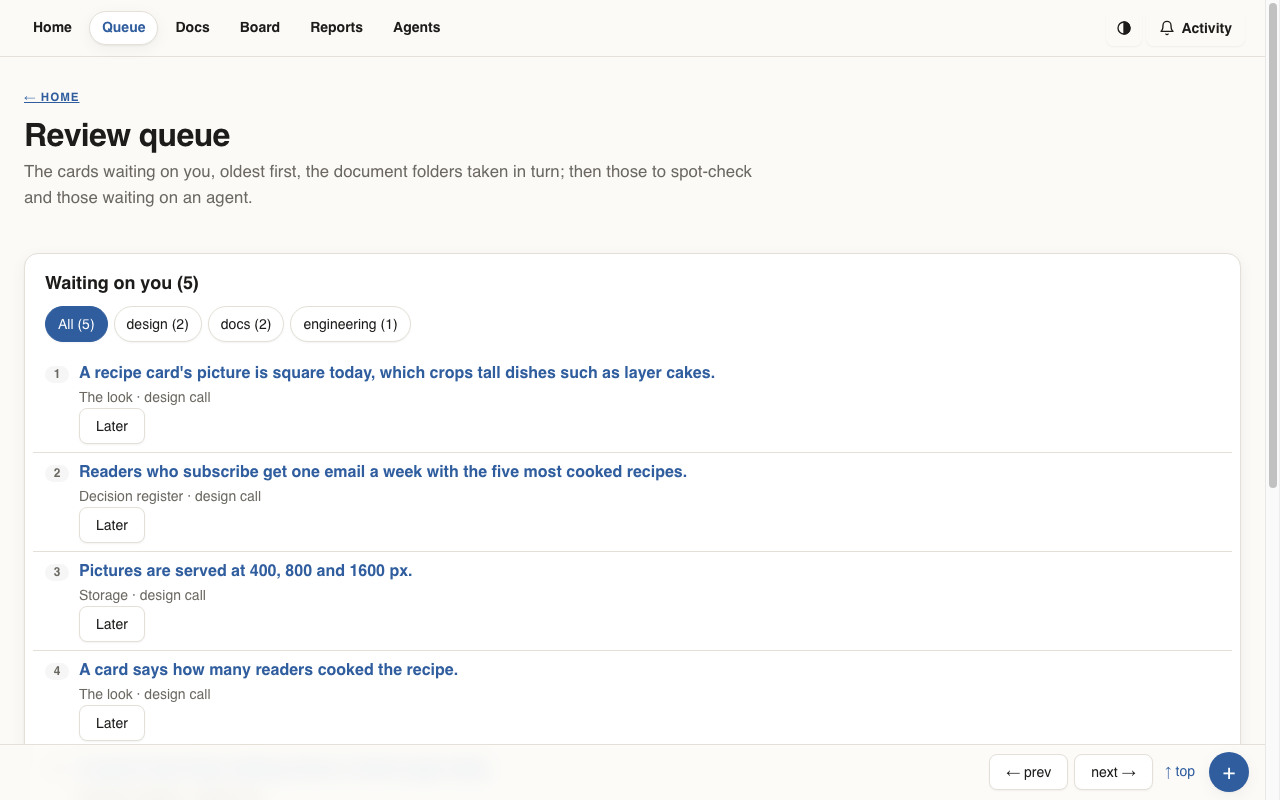 Home Queue Docs Board Reports Agents Activity
← HOME
Review queue
The cards waiting on you, oldest first, the document folders taken in turn; then those to spot-check
and those waiting on an agent.
Waiting on you (5)
All (5) design (2) docs (2) engineering (1)
1 A recipe card's picture is square today, which crops tall dishes such as layer cakes.
The look · design call
Later
2 Readers who subscribe get one email a week with the five most cooked recipes.
Decision register · design call
Later
3 Pictures are served at 400, 800 and 1600 px.
Storage · design call
Later
4 A card says how many readers cooked the recipe.
The look · design call
Later
← prev next → ↑ top +